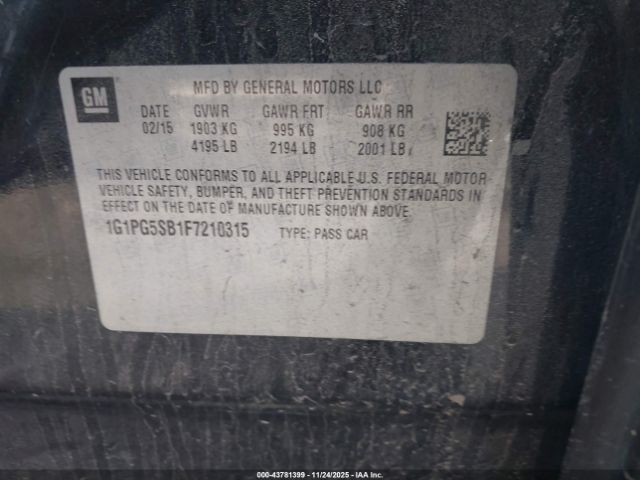 GM
MFD BY GENERAL MOTORS LLC
DATE GVWR GAWR FRT GAWR RR
02/15 1903 KG 995 KG 908 KG
4195 LB 2194 LB 2001 LB
THIS VEHICLE CONFORMS TO ALL APPLICABLE U.S. FEDERAL MOTOR
VEHICLE SAFETY, BUMPER, AND THEFT PREVENTION STANDARDS
IN EFFECT ON THE DATE OF MANUFACTURE SHOWN ABOVE.
1G1PG5SB1F7210315 TYPE: PASS CAR
00-43781399 - 11/24/2025 - IAA Inc.